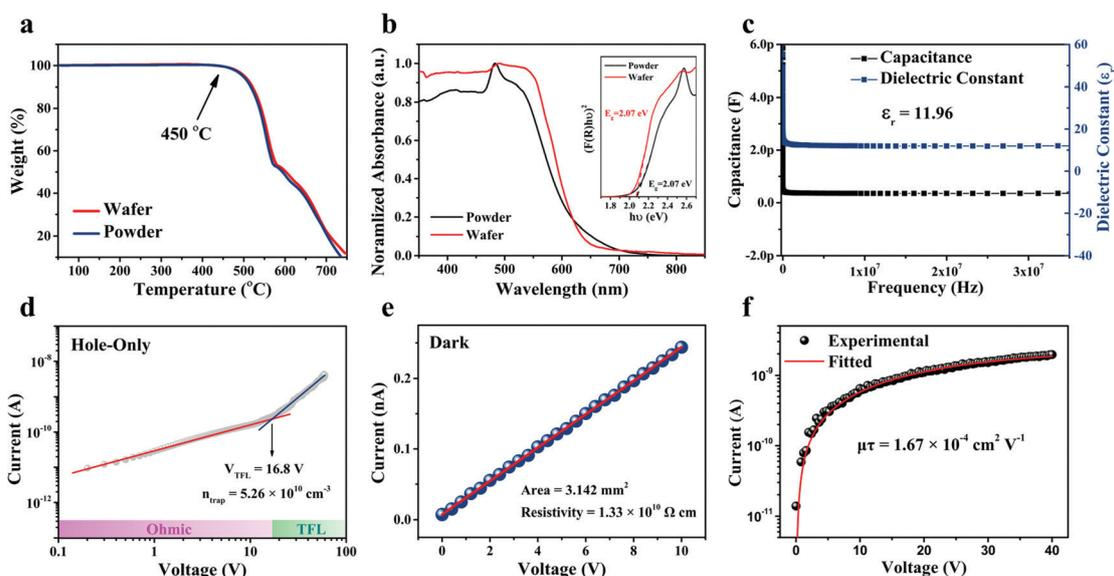 a
100
80
60
40
20
Weight (%)
450 °C
Wafer
Powder
100 200 300 400 500 600 700
Temperature (°C)
b
1.0
0.8
0.6
0.4
0.2
0.0
Noramlized Absorbance (a.u.)
Powder
Wafer
400 500 600 700 800
Wavelength (nm)
Powder
Wafer
E_g=2.07 eV
E_g=2.07 eV
(F(R)hυ)²
1.8 2.0 2.2 2.4 2.6
hυ (eV)
c
6.0p
4.0p
2.0p
0.0
-2.0p
Capacitance (F)
Capacitance
Dielectric Constant
ε_r = 11.96
60
40
20
0
-20
-40
Dielectric Constant (ε_r)
0 1x10⁷ 2x10⁷ 3x10⁷
Frequency (Hz)
d
Hole-Only
10⁻⁸
10⁻¹⁰
10⁻¹²
Current (A)
V_TFL = 16.8 V
n_trap = 5.26 × 10¹⁰ cm⁻³
Ohmic TFL
0.1 1 10 100
Voltage (V)
e
Dark
0.2
0.1
0.0
Current (nA)
Area = 3.142 mm²
Resistivity = 1.33 × 10¹⁰ Ω cm
0 2 4 6 8 10
Voltage (V)
f
Experimental
Fitted
10⁻⁹
10⁻¹⁰
10⁻¹¹
Current (A)
μτ = 1.67 × 10⁻⁴ cm² V⁻¹
0 10 20 30 40
Voltage (V)